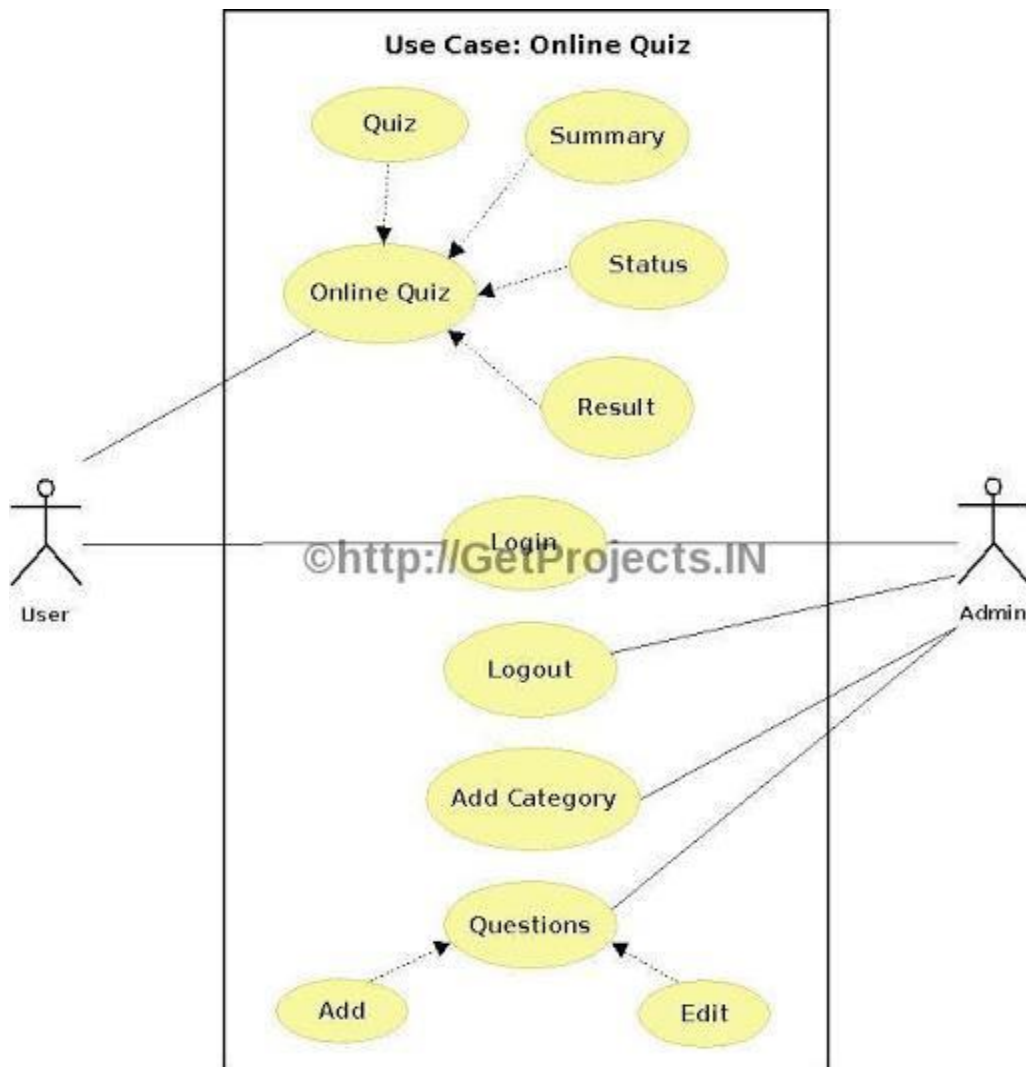 Use Case: Online Quiz
Quiz
Summary
Status
Online Quiz
Result
Login
©http://GetProjects.IN
User
Admin
Logout
Add Category
Questions
Add
Edit